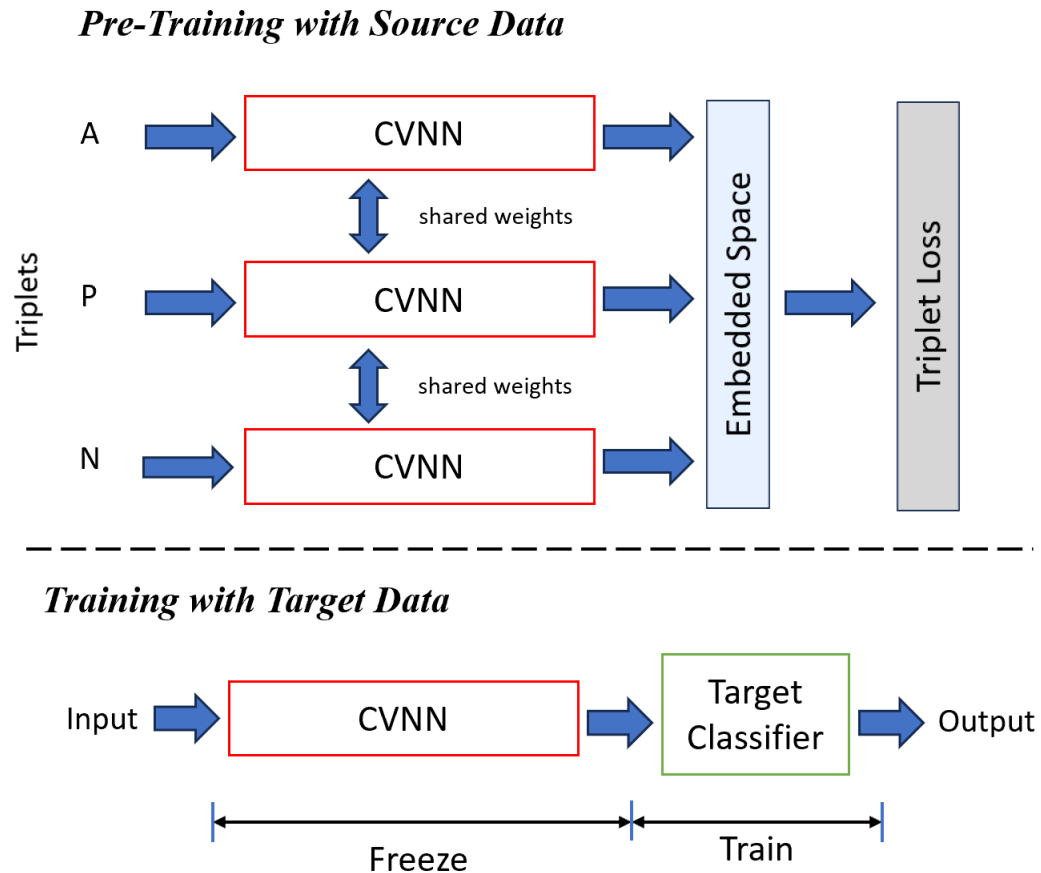 Pre-Training with Source Data
A
CVNN
shared weights
Triplets
P
CVNN
shared weights
N
CVNN
Embedded Space
Triplet Loss
Training with Target Data
Input
CVNN
Target
Classifier
Output
Freeze
Train